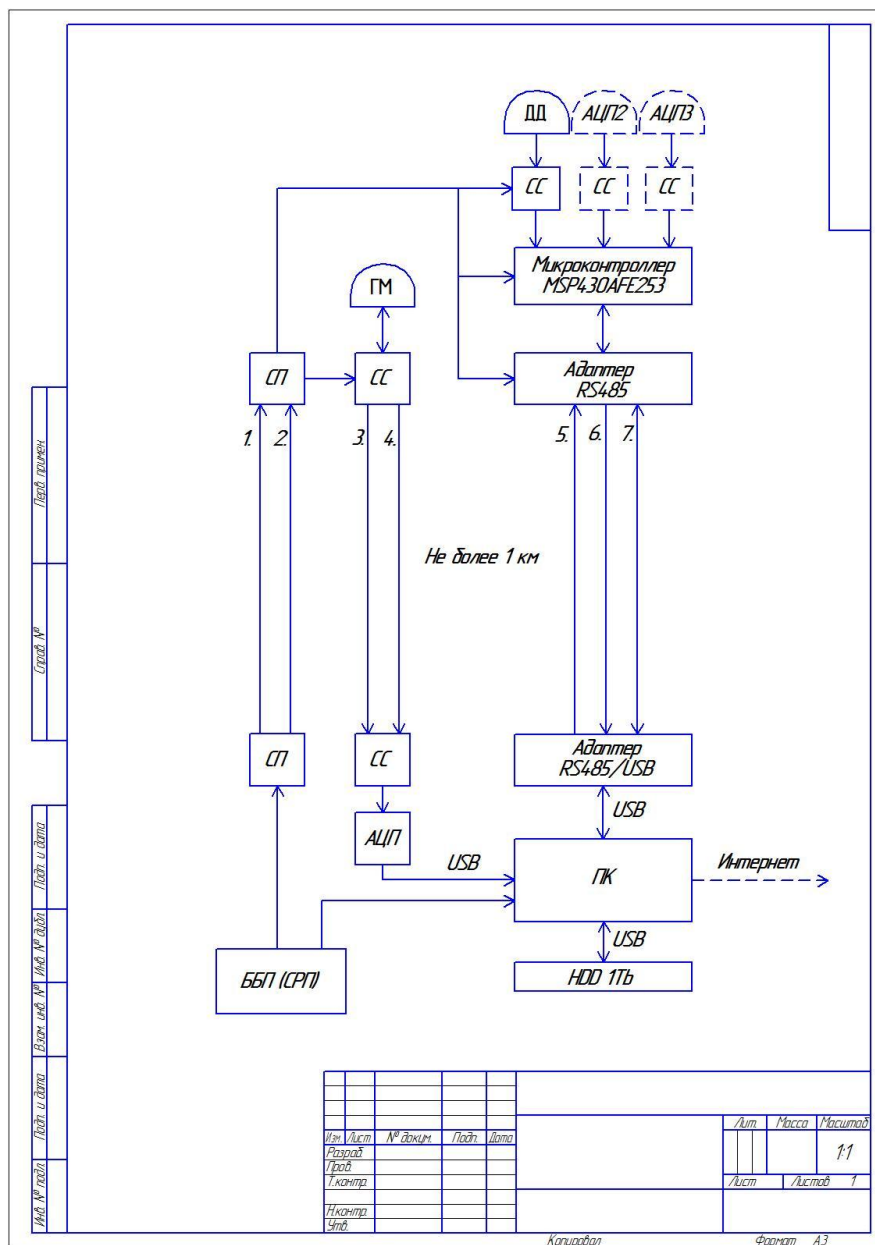 ДД
АЦП2
АЦП3
СС
СС
СС
Микроконтроллер
MSP430AFE253
ГМ
СП
СС
Адаптер
RS485
1.
2.
3.
4.
5.
6.
7.
Не более 1 км
СП
СС
Адаптер
RS485/USB
USB
АЦП
USB
ПК
Интернет
USB
ББП (СРП)
HDD 1Tb
Перв. примен.
Справ. №
Подп. и дата
Инв. № дубл.
Взам. инв. №
Подп. и дата
Инв. № подл.
Изм.
Лист
№ докум.
Подп.
Дата
Разраб.
Пров.
Т.контр.
Н.контр.
Утв.
Лит.
Масса
Масштаб
1:1
Лист
Листов 1
Копировал
Формат А3